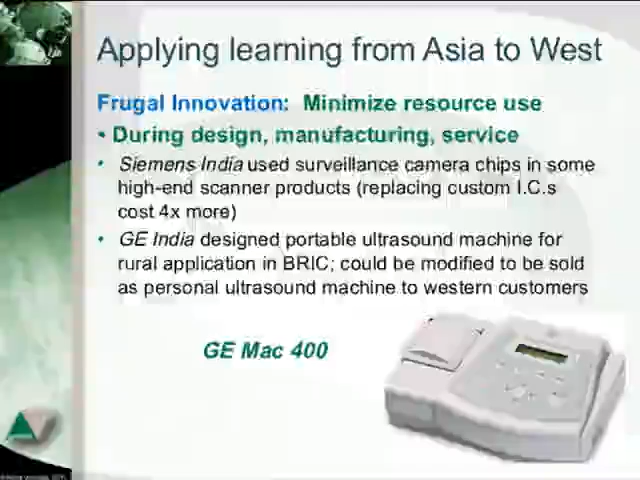 Applying learning from Asia to West
Frugal Innovation: Minimize resource use
• During design, manufacturing, service
• Siemens India used surveillance camera chips in some
high-end scanner products (replacing custom I.C.s
cost 4x more)
• GE India designed portable ultrasound machine for
rural application in BRIC; could be modified to be sold
as personal ultrasound machine to western customers
GE Mac 400